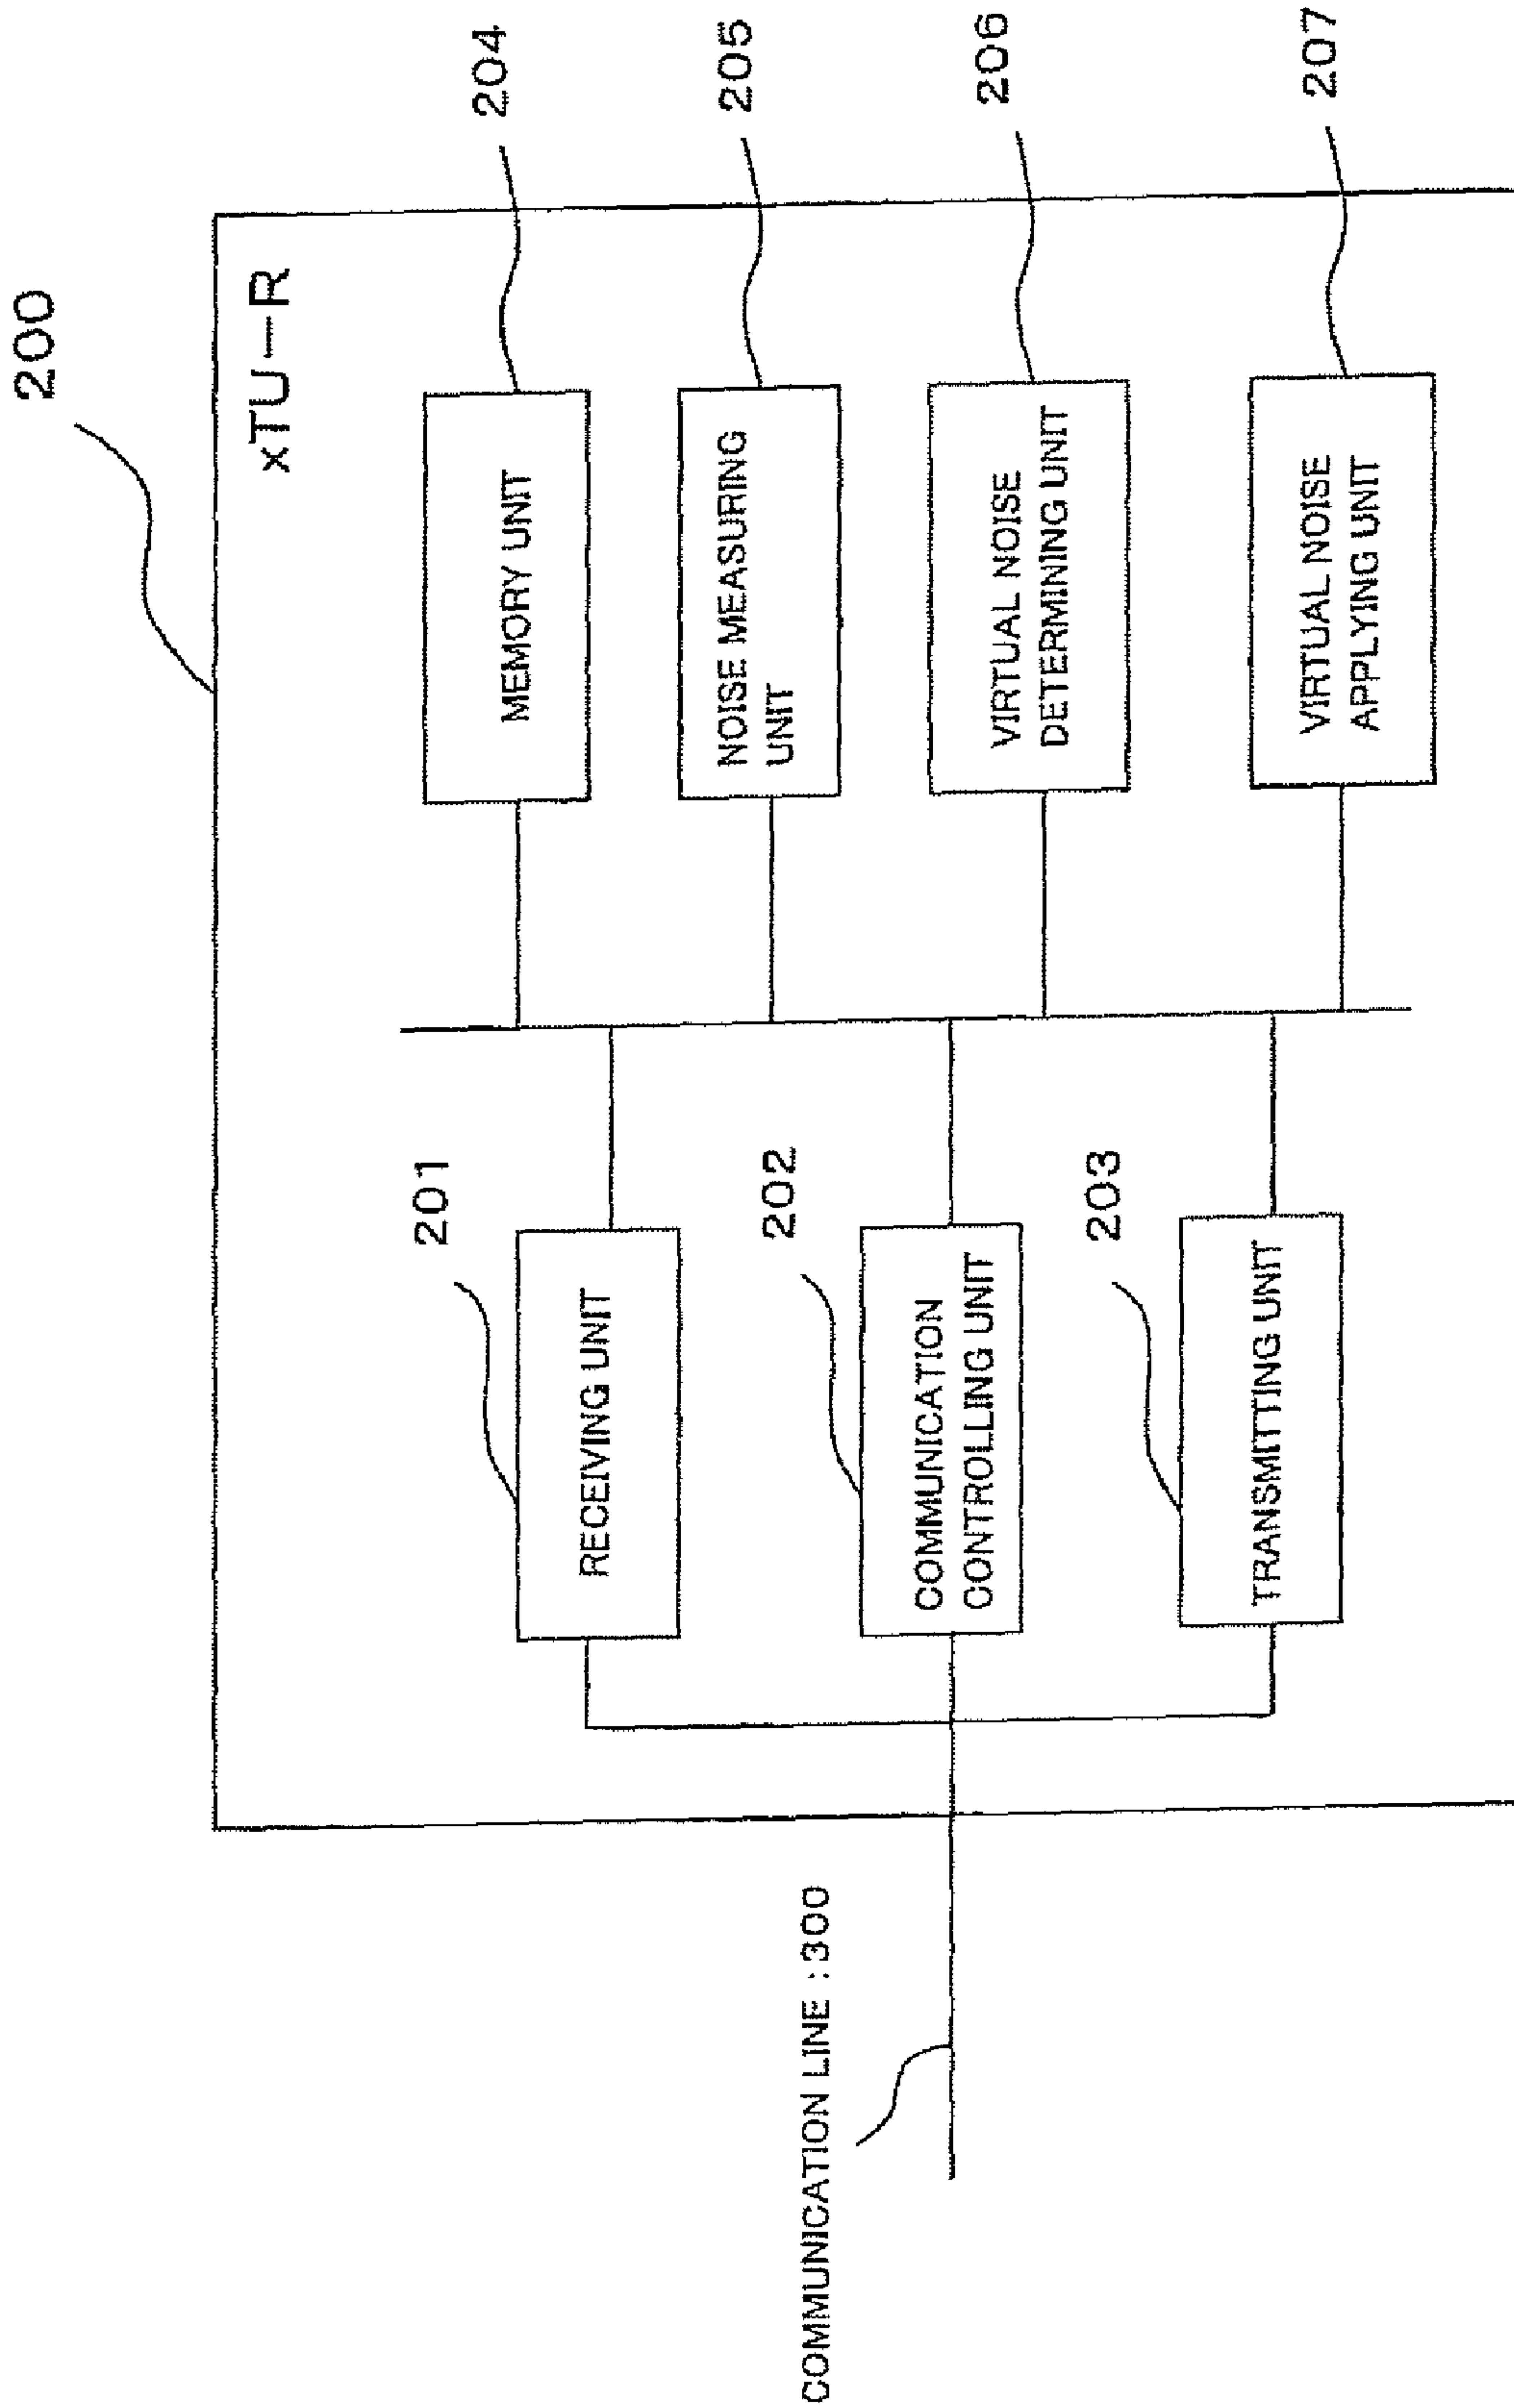 200
xTU-R
201
RECEIVING UNIT
204
MEMORY UNIT
205
NOISE MEASURING
UNIT
COMMUNICATION LINE :300
202
COMMUNICATION
CONTROLLING UNIT
206
VIRTUAL NOISE
DETERMINING UNIT
203
TRANSMITTING UNIT
207
VIRTUAL NOISE
APPLYING UNIT